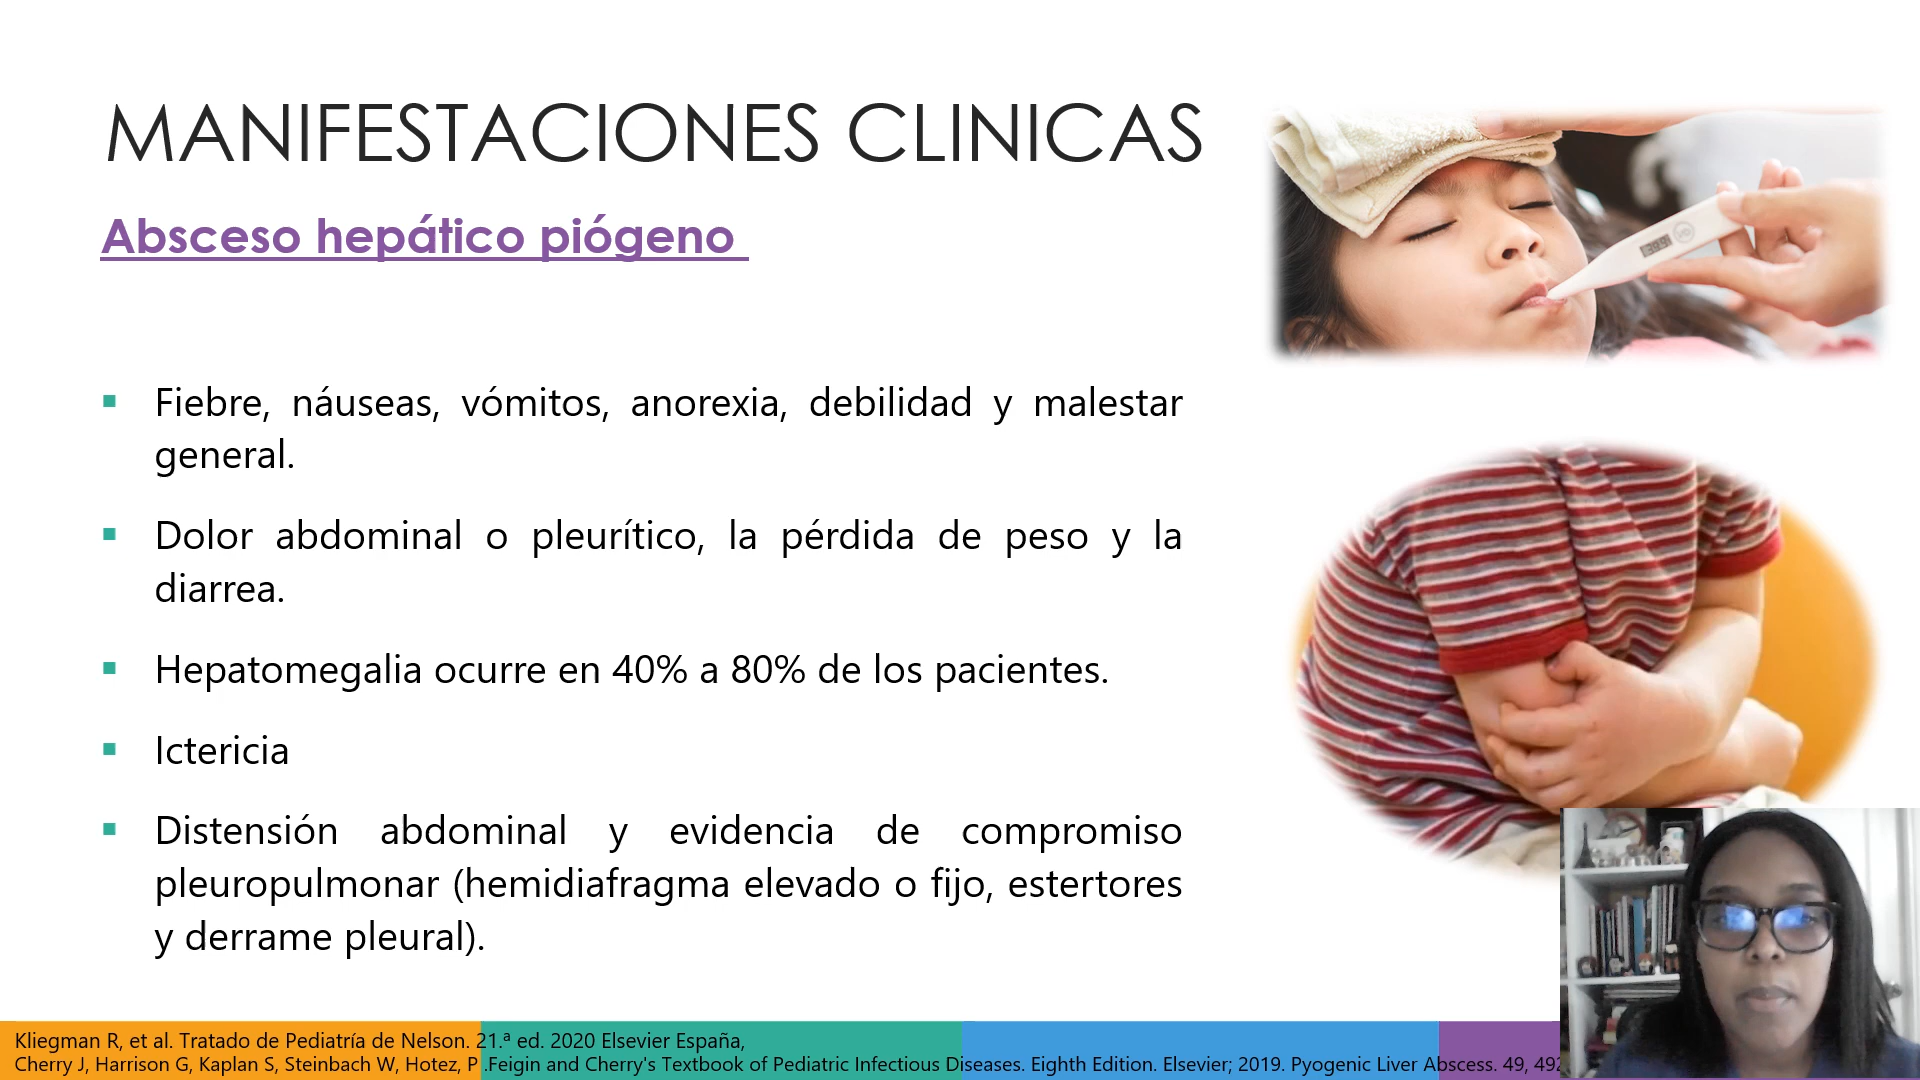 MANIFESTACIONES CLINICAS
Absceso hepático piógeno
Fiebre, náuseas, vómitos, anorexia, debilidad y malestar
general.
Dolor abdominal o pleurítico, la pérdida de peso y la
diarrea.
Hepatomegalia ocurre en 40% a 80% de los pacientes.
Ictericia
Distensión abdominal y evidencia de compromiso
pleuropulmonar (hemidiafragma elevado o fijo, estertores
y derrame pleural).
Kliegman R, et al. Tratado de Pediatría de Nelson. 21.ª ed. 2020 Elsevier España,
Cherry J, Harrison G, Kaplan S, Steinbach W, Hotez, P .Feigin and Cherry's Textbook of Pediatric Infectious Diseases. Eighth Edition. Elsevier; 2019. Pyogenic Liver Abscess. 49,